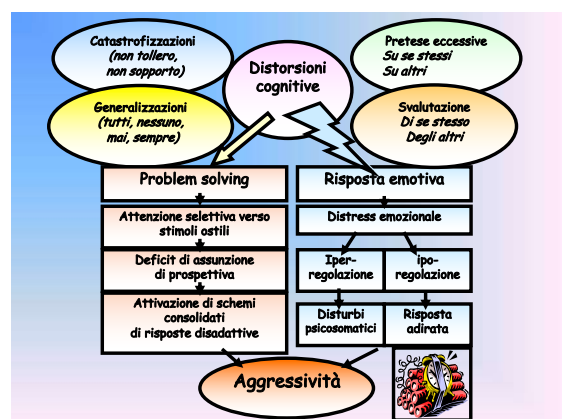 Catastrofizzazioni
(non tollero,
non sopporto)
Pretese eccessive
Su se stessi
Su altri
Distorsioni
cognitive
Generalizzazioni
(tutti, nessuno,
mai, sempre)
Svalutazione
Di se stesso
Degli altri
Problem solving
Risposta emotiva
Attenzione selettiva verso
stimoli ostili
Distress emozionale
Deficit di assunzione
di prospettiva
Iper-
regolazione
ipo-
regolazione
Attivazione di schemi
consolidati
di risposte disadattive
Disturbi
psicosomatici
Risposta
adirata
Aggressività